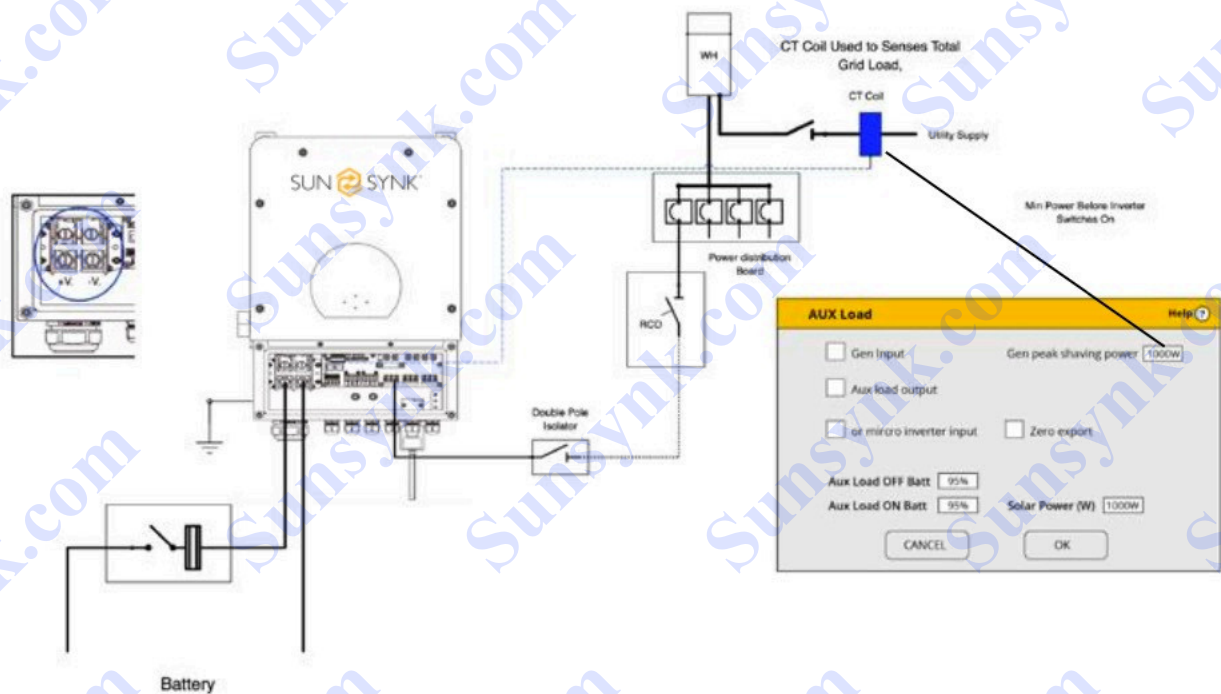 WH
CT Coil Used to Senses Total
Grid Load,
CT Coil
Utility Supply
SUN SYNK
+V. -V.
Min Power Before Inverter
Switches On
Power distribution
Board
RCD
Double Pole
Isolator
AUX Load
Help ?
Gen Input
Gen peak shaving power 1000W
Aux load output
or mircro inverter input
Zero export
Aux Load OFF Batt 95%
Aux Load ON Batt 95%
Solar Power (W) 1000W
CANCEL
OK
Battery
Sunsynk.com